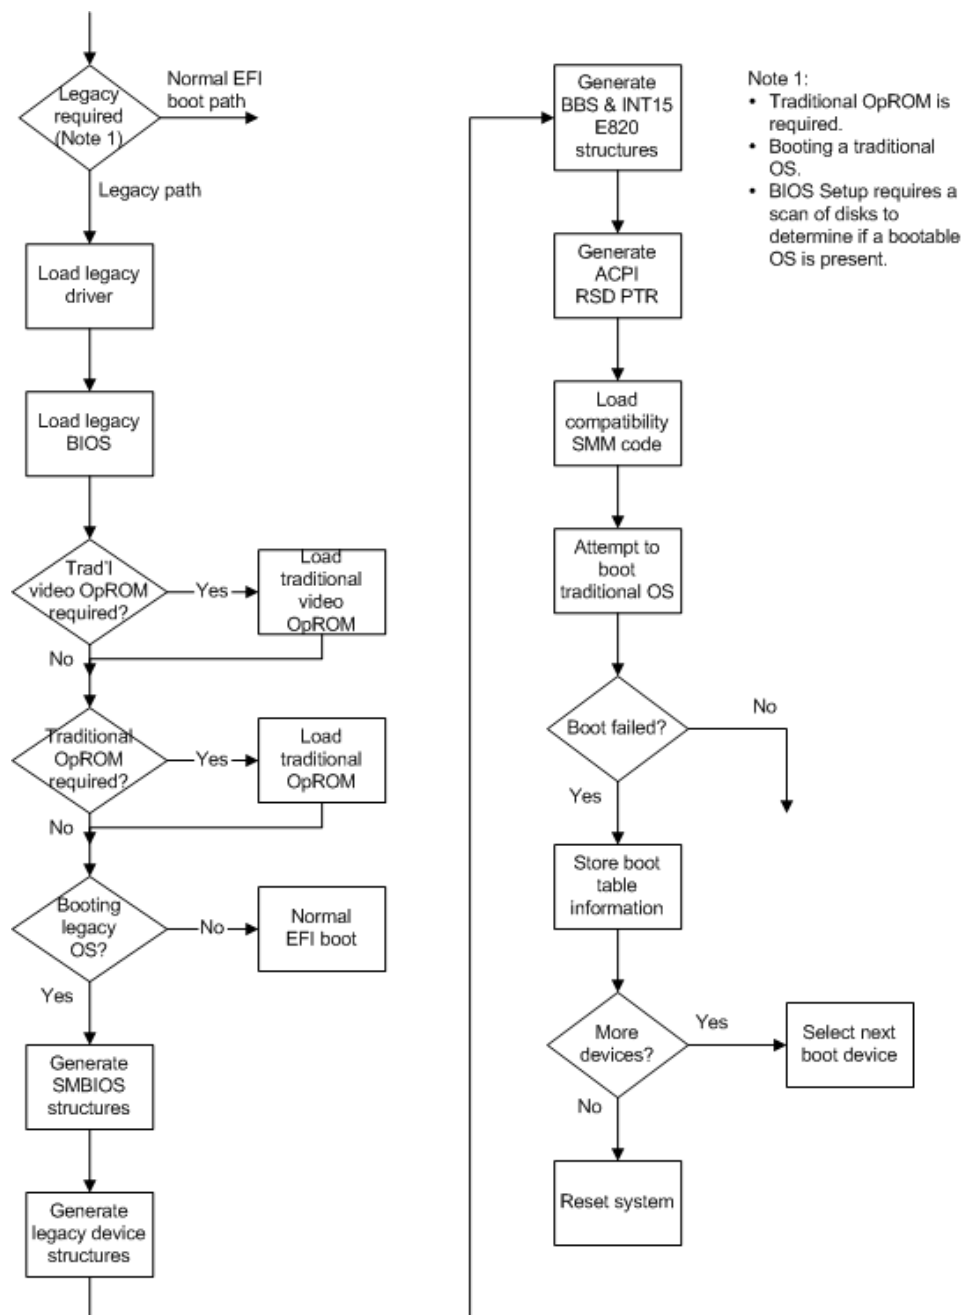 Legacy
required
(Note 1)
Normal EFI
boot path
Legacy path
Load legacy
driver
Load legacy
BIOS
Trad'l
video OpROM
required?
Yes
Load
traditional
video
OpROM
No
Traditional
OpROM
required?
Yes
Load
traditional
OpROM
No
Booting
legacy
OS?
No
Normal
EFI boot
Yes
Generate
SMBIOS
structures
Generate
legacy device
structures
Generate
BBS & INT15
E820
structures
Generate
ACPI
RSD PTR
Load
compatibility
SMM code
Attempt to
boot
traditional OS
Boot failed?
No
Yes
Store boot
table
information
More
devices?
Yes
Select next
boot device
No
Reset system
Note 1:
• Traditional OpROM is
required.
• Booting a traditional
OS.
• BIOS Setup requires a
scan of disks to
determine if a bootable
OS is present.